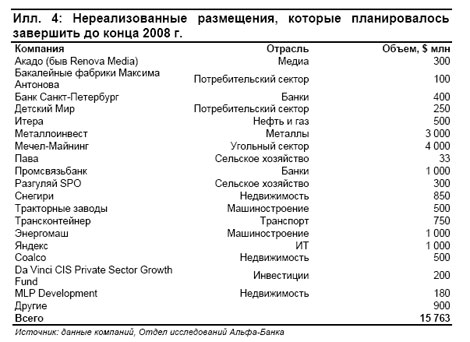 Илл. 4: Нереализованные размещения, которые планировалось
завершить до конца 2008 г.
Компания Отрасль Объем, $ млн
Акадо (быв Renova Media) Медиа 300
Бакалейные фабрики Максима
Антонова Потребительский сектор 100
Банк Санкт-Петербург Банки 400
Детский Мир Потребительский сектор 250
Итера Нефть и газ 500
Металлоинвест Металлы 3 000
Мечел-Майнинг Угольный сектор 4 000
Пава Сельское хозяйство 33
Промсвязьбанк Банки 1 000
Разгуляй SPO Сельское хозяйство 300
Снегири Недвижимость 850
Тракторные заводы Машиностроение 500
Трансконтейнер Транспорт 750
Энергомаш Машиностроение 1 000
Яндекс ИТ 1 000
Coalco Недвижимость 500
Da Vinci CIS Private Sector Growth
Fund Инвестиции 200
MLP Development Недвижимость 180
Другие 900
Всего 15 763
Источник: данные компаний, Отдел исследований Альфа-Банка